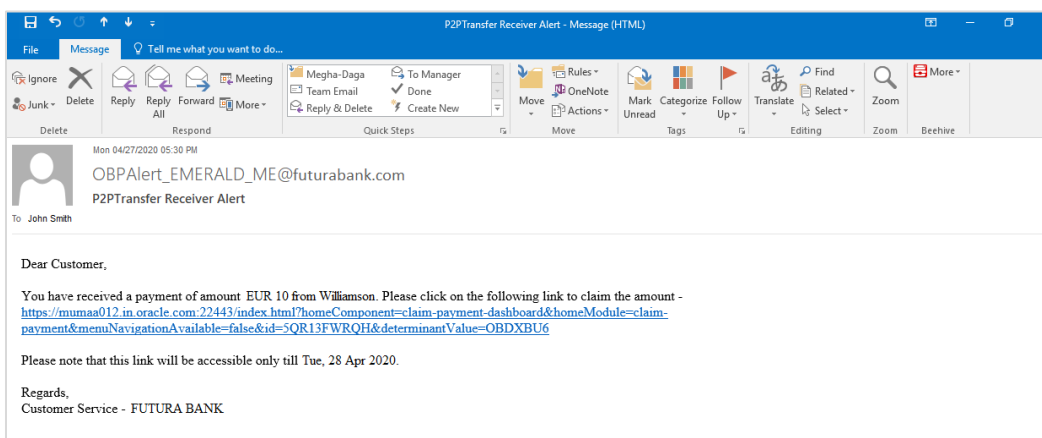 P2PTransfer Receiver Alert - Message (HTML)
File Message Tell me what you want to do...
Ignore
Junk
Delete
Reply
Reply All
Forward
Meeting
More
Megha-Daga
Team Email
Reply & Delete
To Manager
Done
Create New
Move
Rules
OneNote
Actions
Mark Unread
Categorize
Follow Up
Translate
Find
Related
Select
Zoom
More
Delete Respond Quick Steps Move Tags Editing Zoom Beehive
Mon 04/27/2020 05:30 PM
OBPAlert_EMERALD_ME@futurabank.com
P2PTransfer Receiver Alert
To John Smith
Dear Customer,
You have received a payment of amount EUR 10 from Williamson. Please click on the following link to claim the amount -
https://mumaa012.in.oracle.com:22443/index.html?homeComponent=claim-payment-dashboard&homeModule=claim-
payment&menuNavigationAvailable=false&id=5QR13FWRQH&determinantValue=OBDXBU6
Please note that this link will be accessible only till Tue, 28 Apr 2020.
Regards,
Customer Service - FUTURA BANK